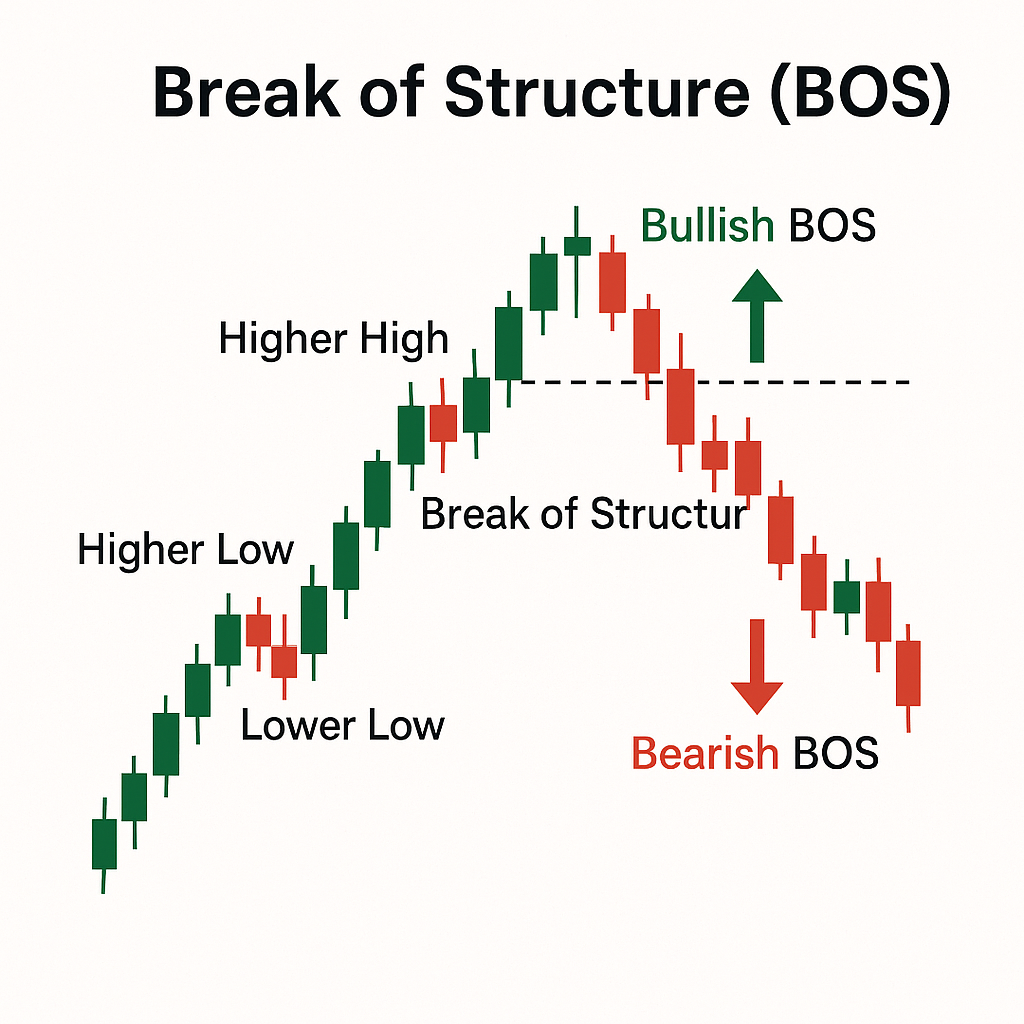 Break of Structure (BOS)
Bullish BOS
Higher High
Break of Structur
Higher Low
Lower Low
Bearish BOS